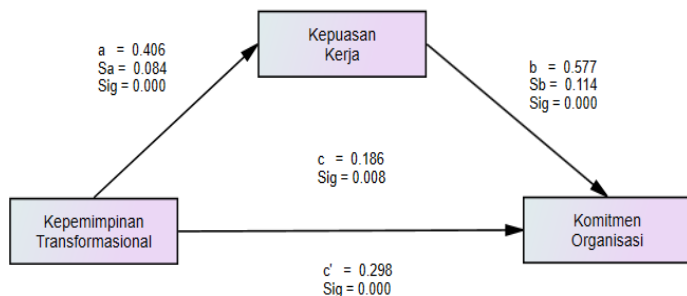 Kepuasan
Kerja
a = 0.406
Sa = 0.084
Sig = 0.000
b = 0.577
Sb = 0.114
Sig = 0.000
c = 0.186
Sig = 0.008
Kepemimpinan
Transformasional
Komitmen
Organisasi
c' = 0.298
Sig = 0.000